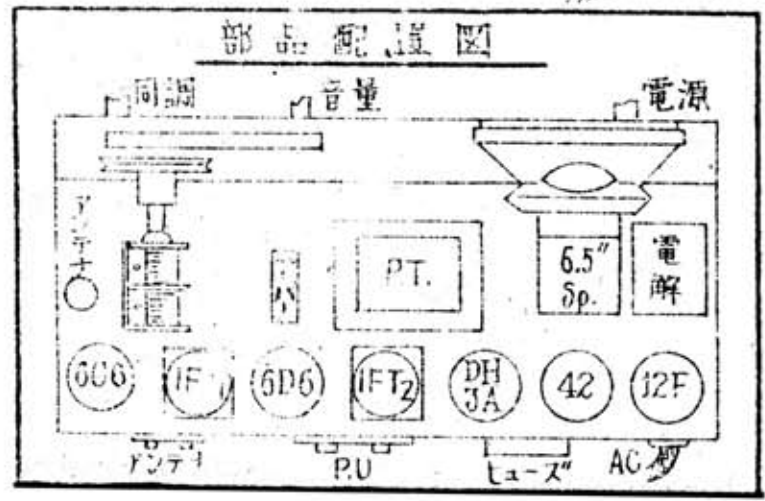 部品配置図
同調
音量
電源
アンテナ
パ
P.T.
6.5"
Sp.
電
解
6C6
IFT1
6D6
IFT2
DH
3A
42
12F
アンテナ
P.U
ヒューズ
AC